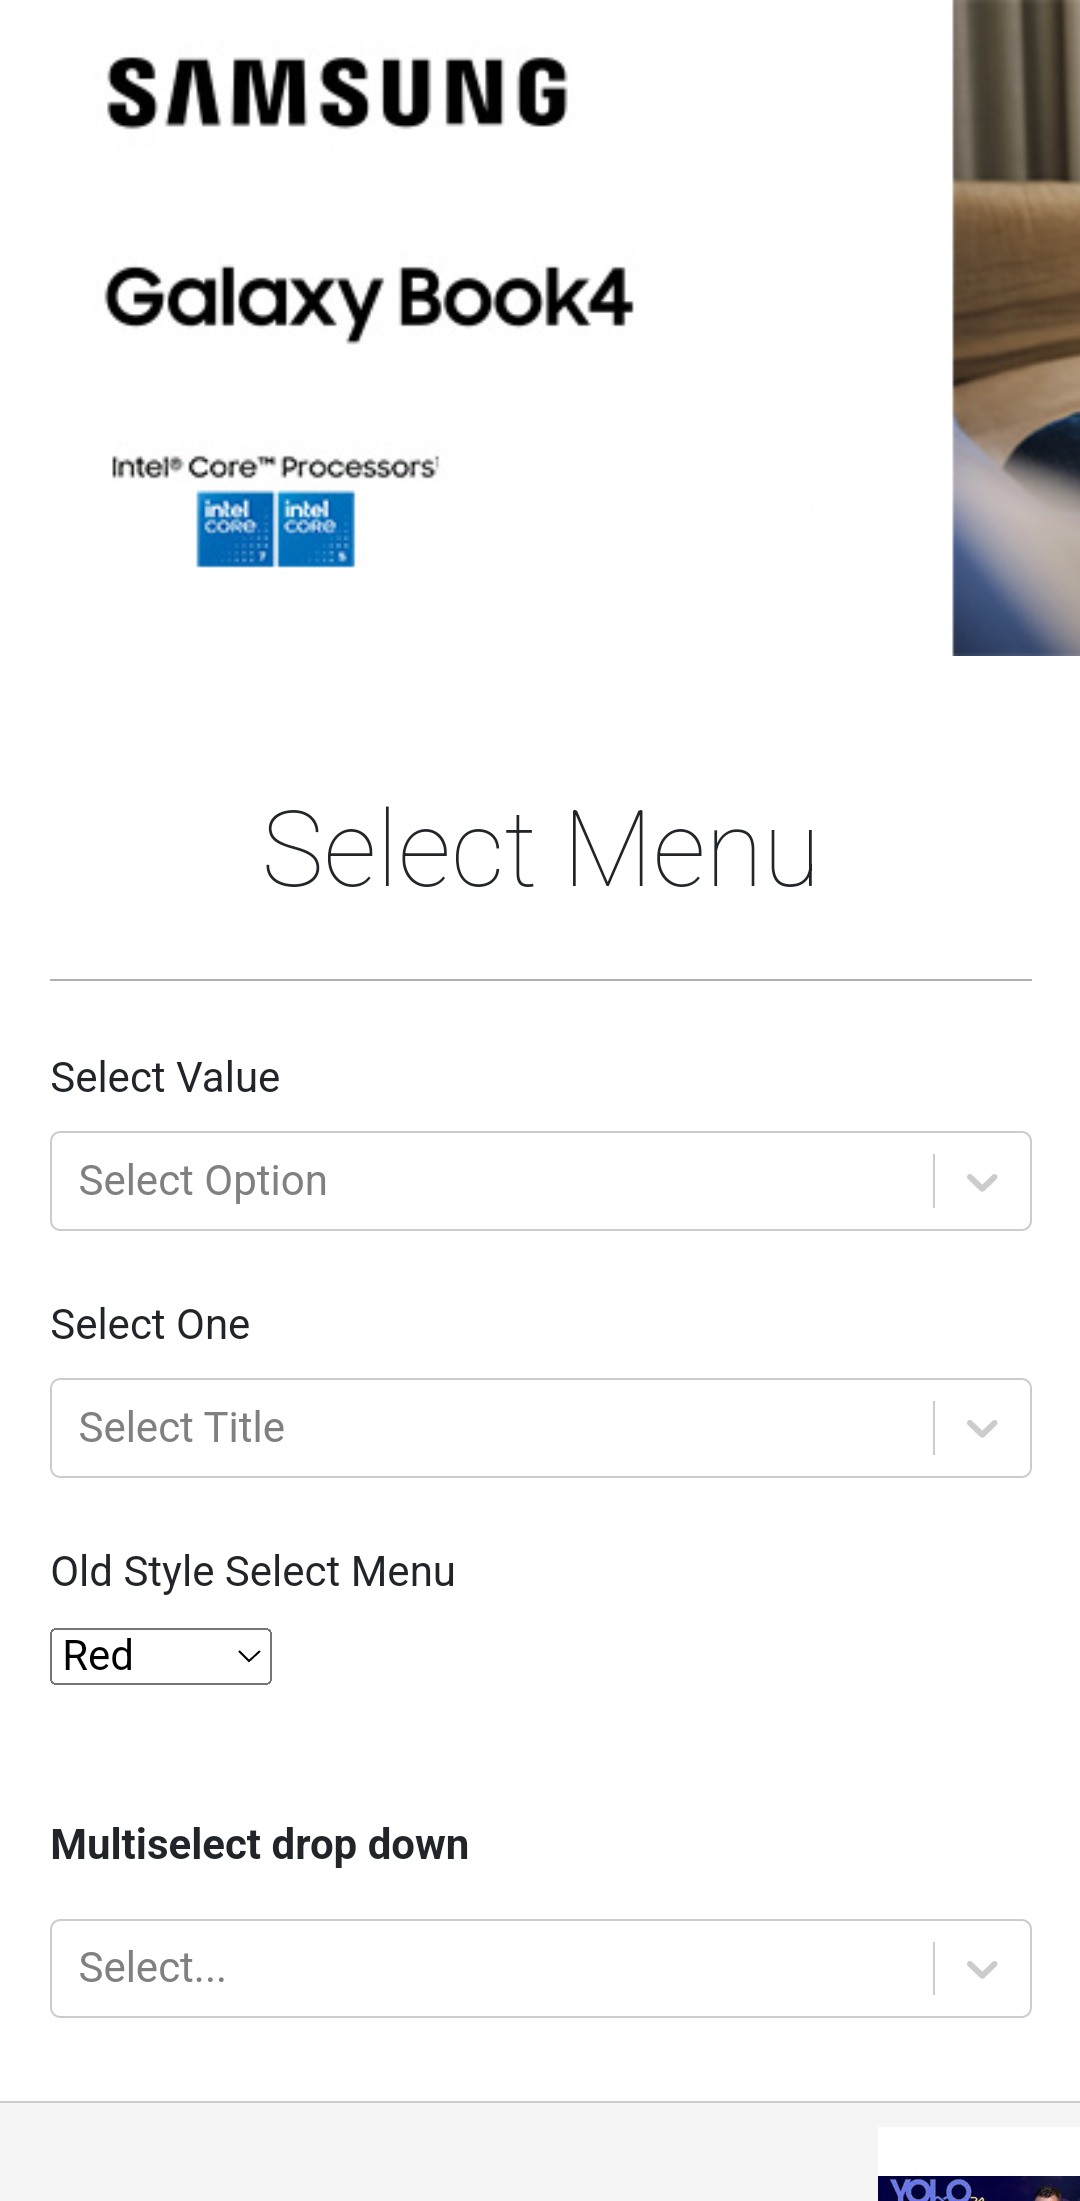 SAMSUNG
Galaxy Book4
Intel® Core™ Processors¹
intel intel
CORE CORE
7 5
Select Menu
Select Value
Select Option
Select One
Select Title
Old Style Select Menu
Red
Multiselect drop down
Select...
YOLO